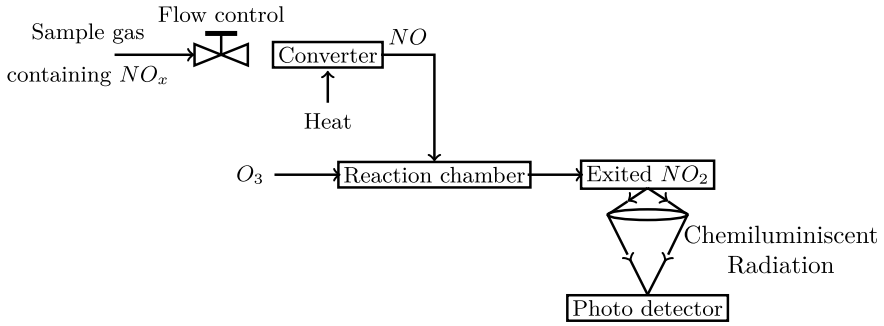 Flow control
Sample gas
containing NOₓ
Converter
NO
Heat
O₃
Reaction chamber
Exited NO₂
Chemiluminiscent
Radiation
Photo detector